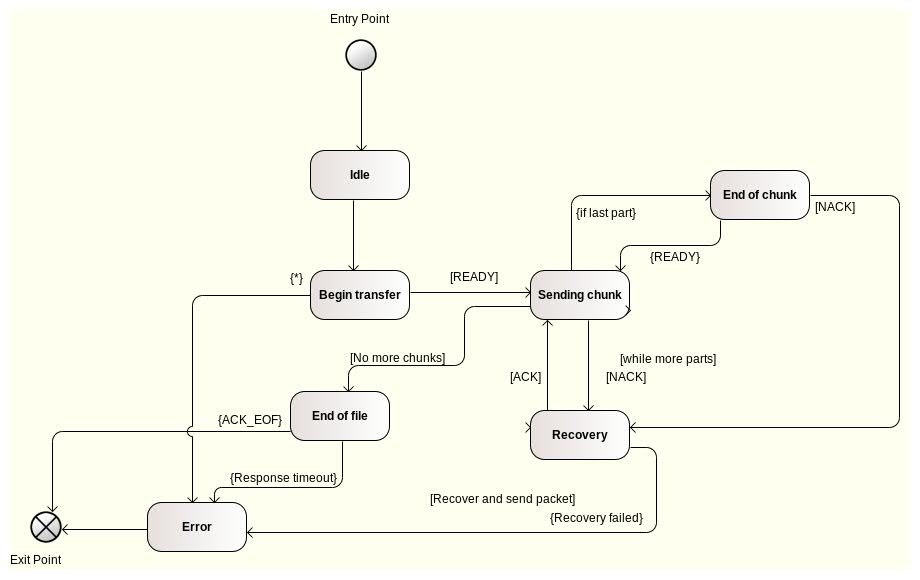 Entry Point
Idle
End of chunk
[NACK]
{if last part}
{READY}
{*}
Begin transfer
[READY]
Sending chunk
[No more chunks]
[while more parts]
[ACK]
[NACK]
End of file
{ACK_EOF}
Recovery
{Response timeout}
[Recover and send packet]
{Recovery failed}
Error
Exit Point